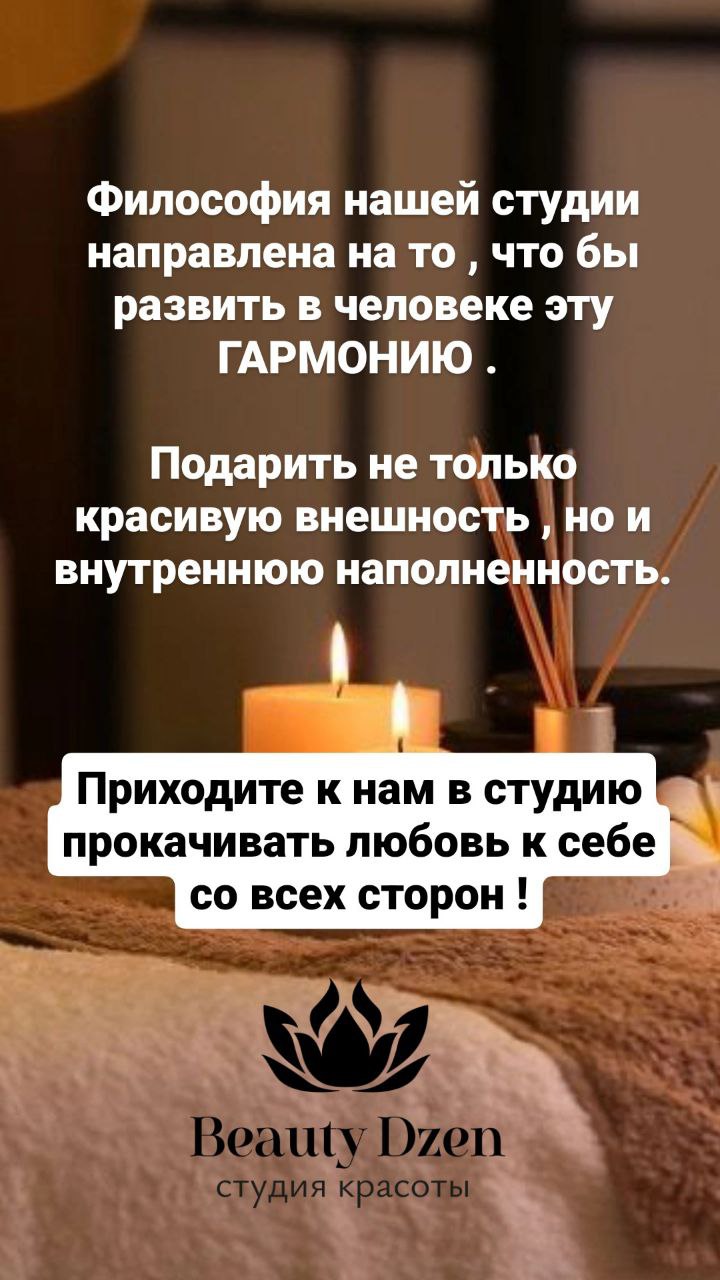 Философия нашей студии
направлена на то , что бы
развить в человеке эту
ГАРМОНИЮ .
Подарить не только
красивую внешность , но и
внутреннюю наполненность.
Приходите к нам в студию
прокачивать любовь к себе
со всех сторон !
Beauty Dzen
студия красоты